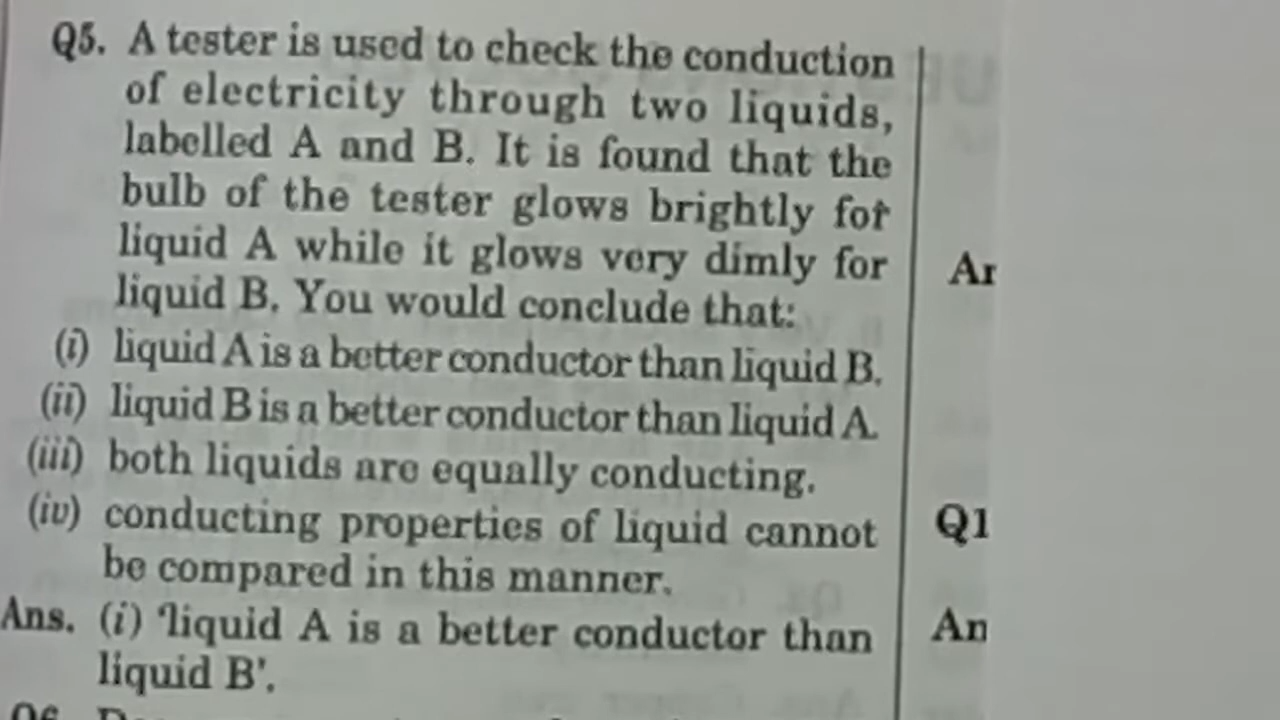 Q5. A tester is used to check the conduction
of electricity through two liquids,
labelled A and B. It is found that the
bulb of the tester glows brightly for
liquid A while it glows very dimly for
liquid B. You would conclude that:
(i) liquid A is a better conductor than liquid B.
(ii) liquid B is a better conductor than liquid A.
(iii) both liquids are equally conducting.
(iv) conducting properties of liquid cannot
be compared in this manner.
Ans. (i) 'liquid A is a better conductor than
liquid B'.
Q6.
Q1
An